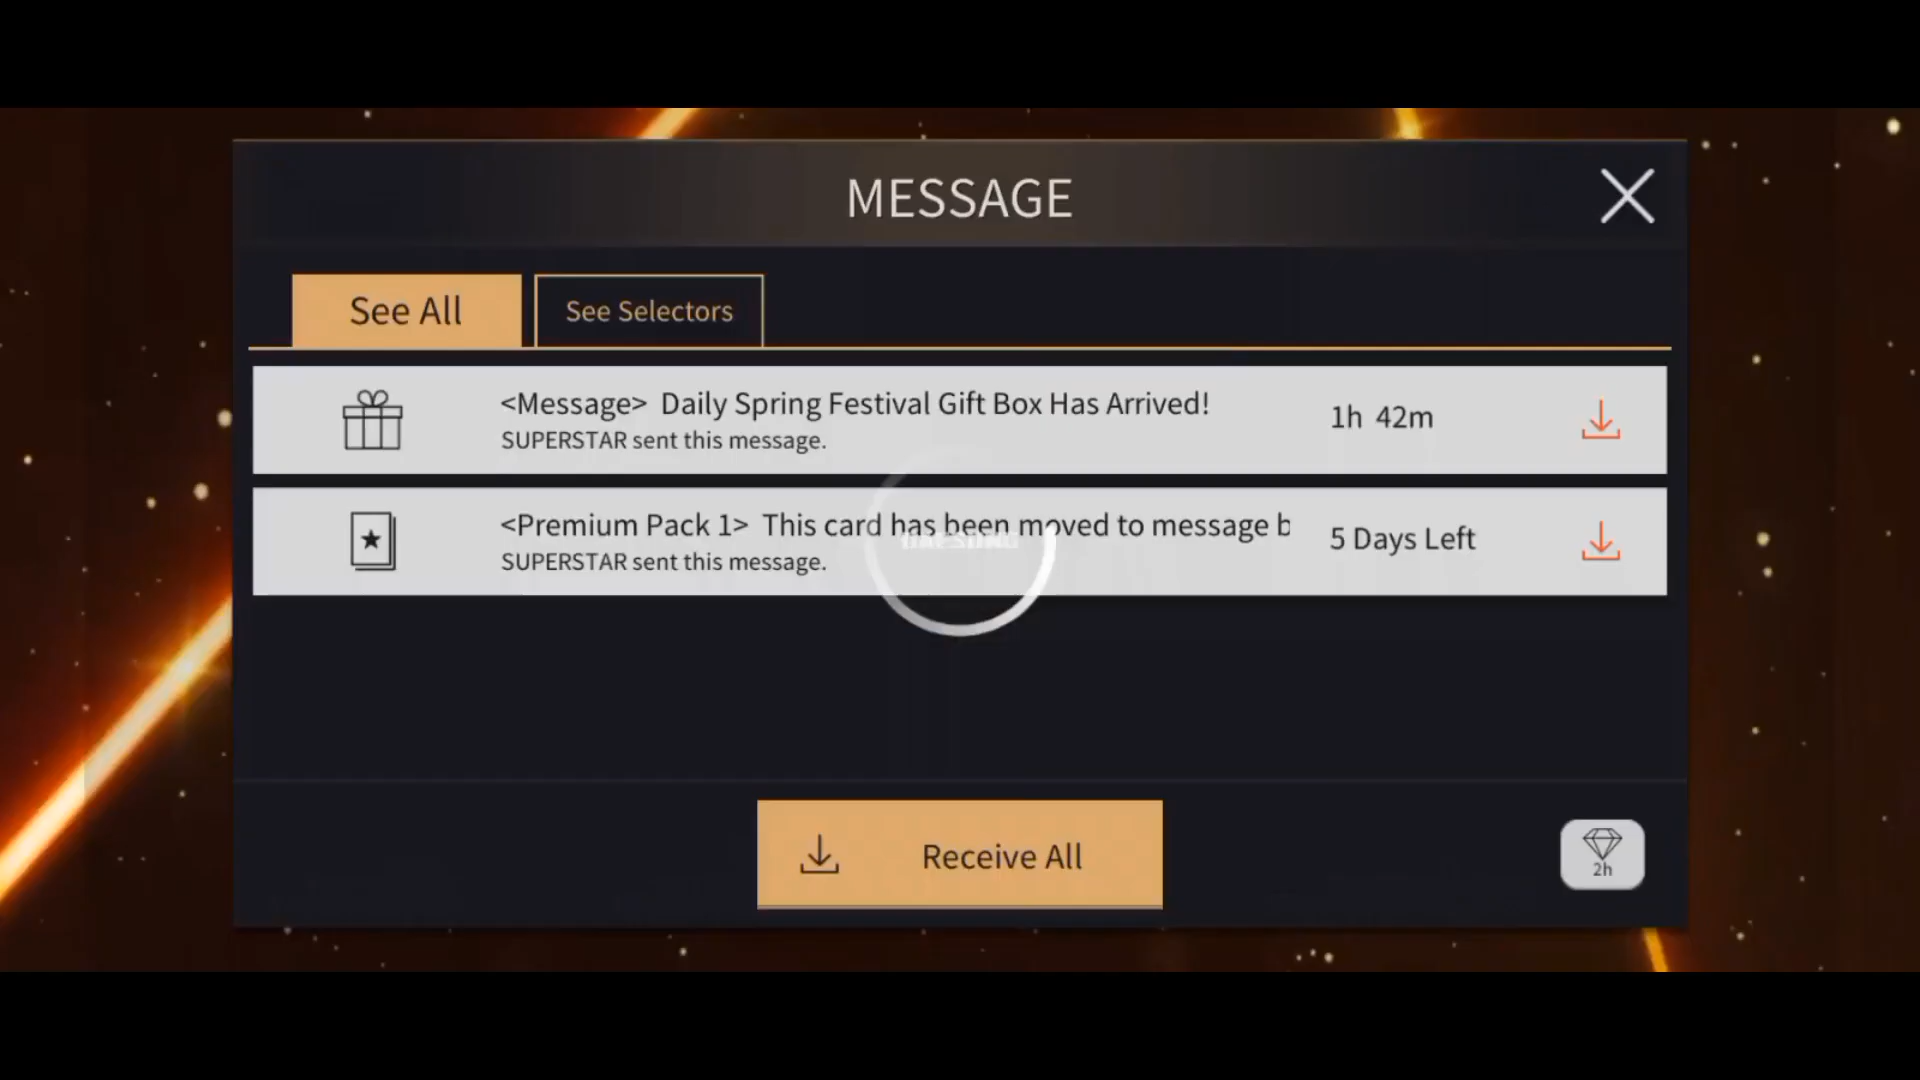 MESSAGE
See All
See Selectors
<Message> Daily Spring Festival Gift Box Has Arrived!
SUPERSTAR sent this message.
1h 42m
<Premium Pack 1> This card has been moved to message b
SUPERSTAR sent this message.
5 Days Left
Receive All
2h